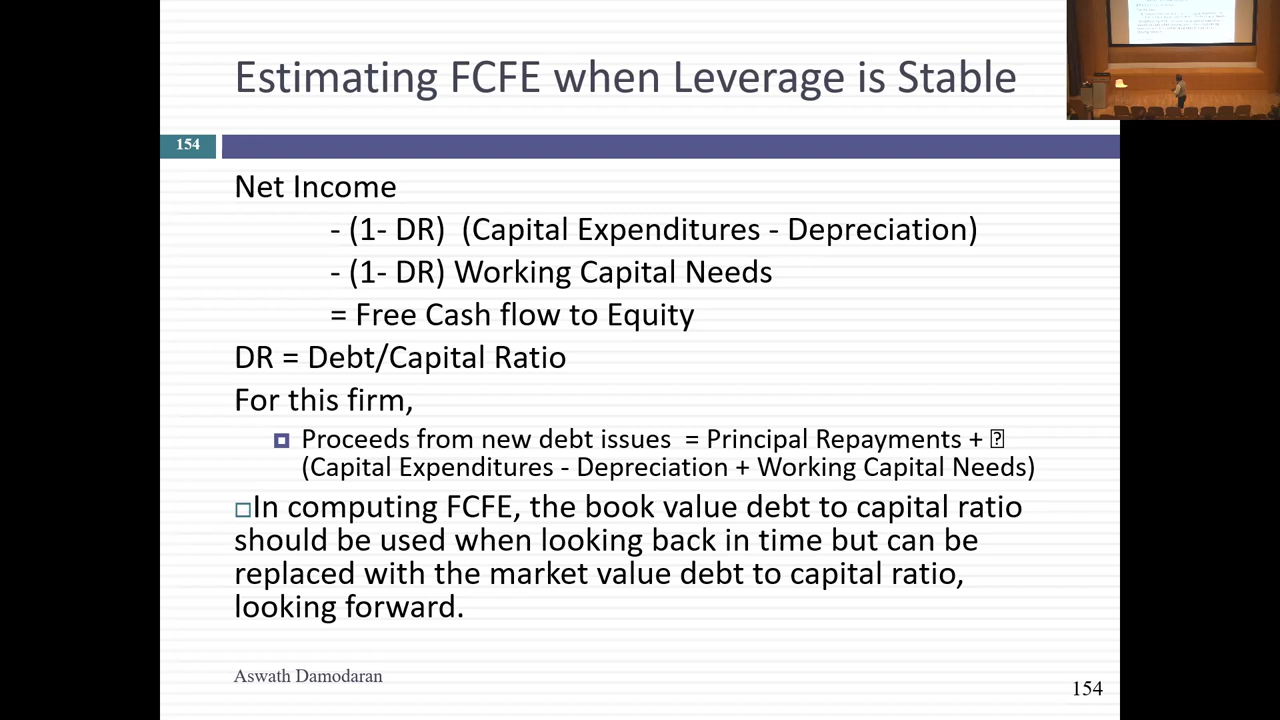 Estimating FCFE when Leverage is Stable
154
Net Income
- (1- DR) (Capital Expenditures - Depreciation)
- (1- DR) Working Capital Needs
= Free Cash flow to Equity
DR = Debt/Capital Ratio
For this firm,
Proceeds from new debt issues = Principal Repayments +
(Capital Expenditures - Depreciation + Working Capital Needs)
In computing FCFE, the book value debt to capital ratio
should be used when looking back in time but can be
replaced with the market value debt to capital ratio,
looking forward.
Aswath Damodaran
154